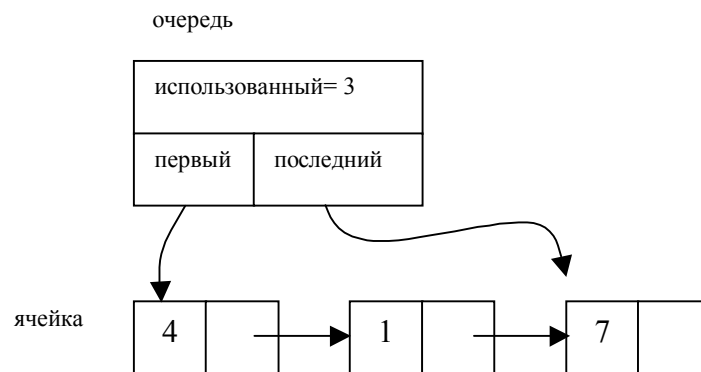 очередь
использованный= 3
первый последний
ячейка 4 1 7